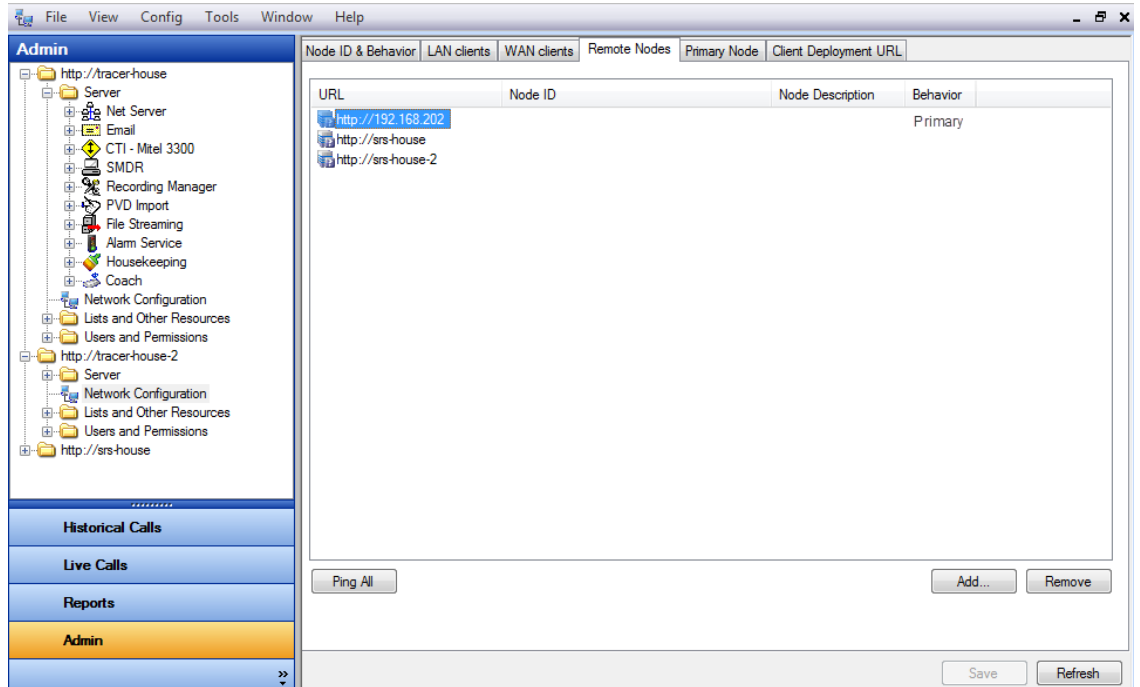 File View Config Tools Window Help
Admin
http://tracer-house
Server
Net Server
Email
CTI - Mitel 3300
SMDR
Recording Manager
PVD Import
File Streaming
Alarm Service
Housekeeping
Coach
Network Configuration
Lists and Other Resources
Users and Permissions
http://tracer-house-2
Server
Network Configuration
Lists and Other Resources
Users and Permissions
http://srs-house
Historical Calls
Live Calls
Reports
Admin
Node ID & Behavior LAN clients WAN clients Remote Nodes Primary Node Client Deployment URL
URL Node ID Node Description Behavior
http://192.168.202 Primary
http://srs-house
http://srs-house-2
Ping All Add... Remove
Save Refresh